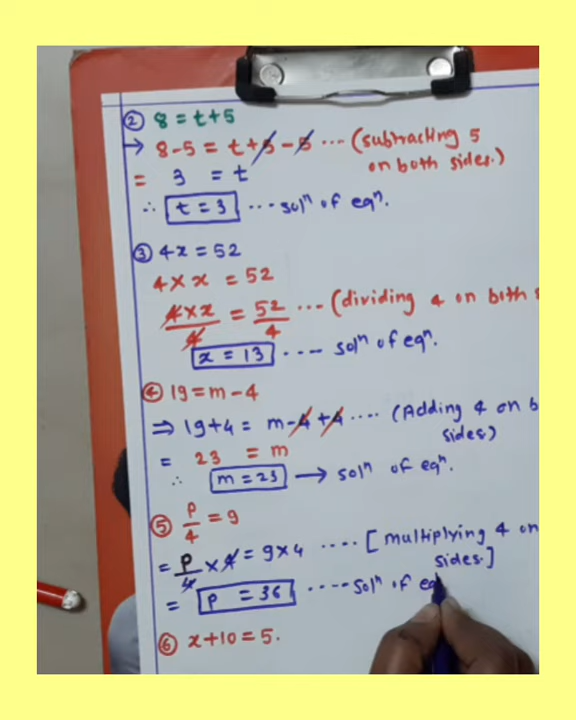 ② 8 = t+5
→ 8-5 = t+5-5 ... (subtracting 5
on both sides.)
= 3 = t
∴ t = 3 ... solⁿ of eqⁿ.
③ 4x = 52
4 × x = 52
4×x/4 = 52/4 ... (dividing 4 on both
x = 13 .... solⁿ of eqⁿ.
④ 19 = m-4
⇒ 19+4 = m-4+4 .... (Adding 4 on
sides)
= 23 = m
∴ m = 23 → solⁿ of eqⁿ.
⑤ P/4 = 9
= P/4 × 4 = 9×4 .... [multiplying 4 on
sides.]
= P = 36 .... solⁿ of
⑥ x+10 = 5.